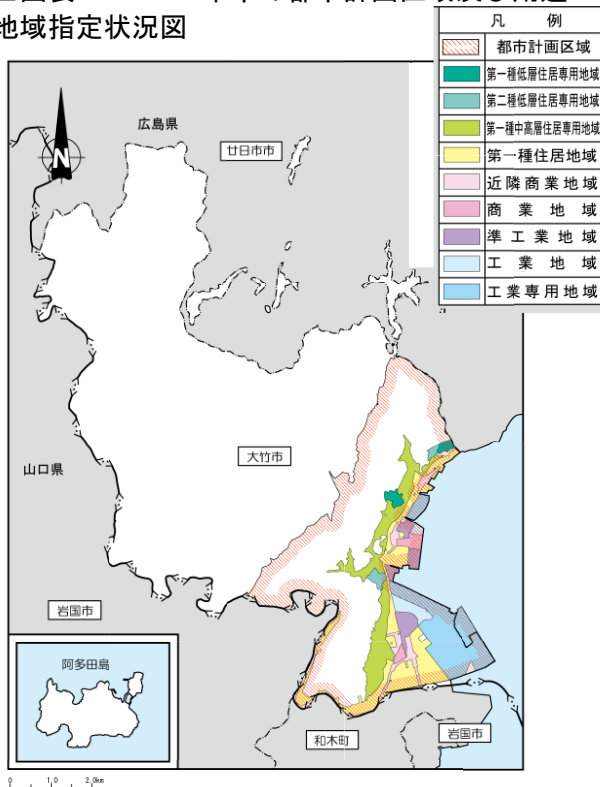 地域指定状況図
凡 例
都市計画区域
第一種低層住居専用地域
第二種低層住居専用地域
第一種中高層住居専用地域
第一種住居地域
近隣商業地域
商業地域
準工業地域
工業地域
工業専用地域
N
広島県
廿日市市
大竹市
山口県
岩国市
阿多田島
和木町
岩国市
0 1.0 2.0km